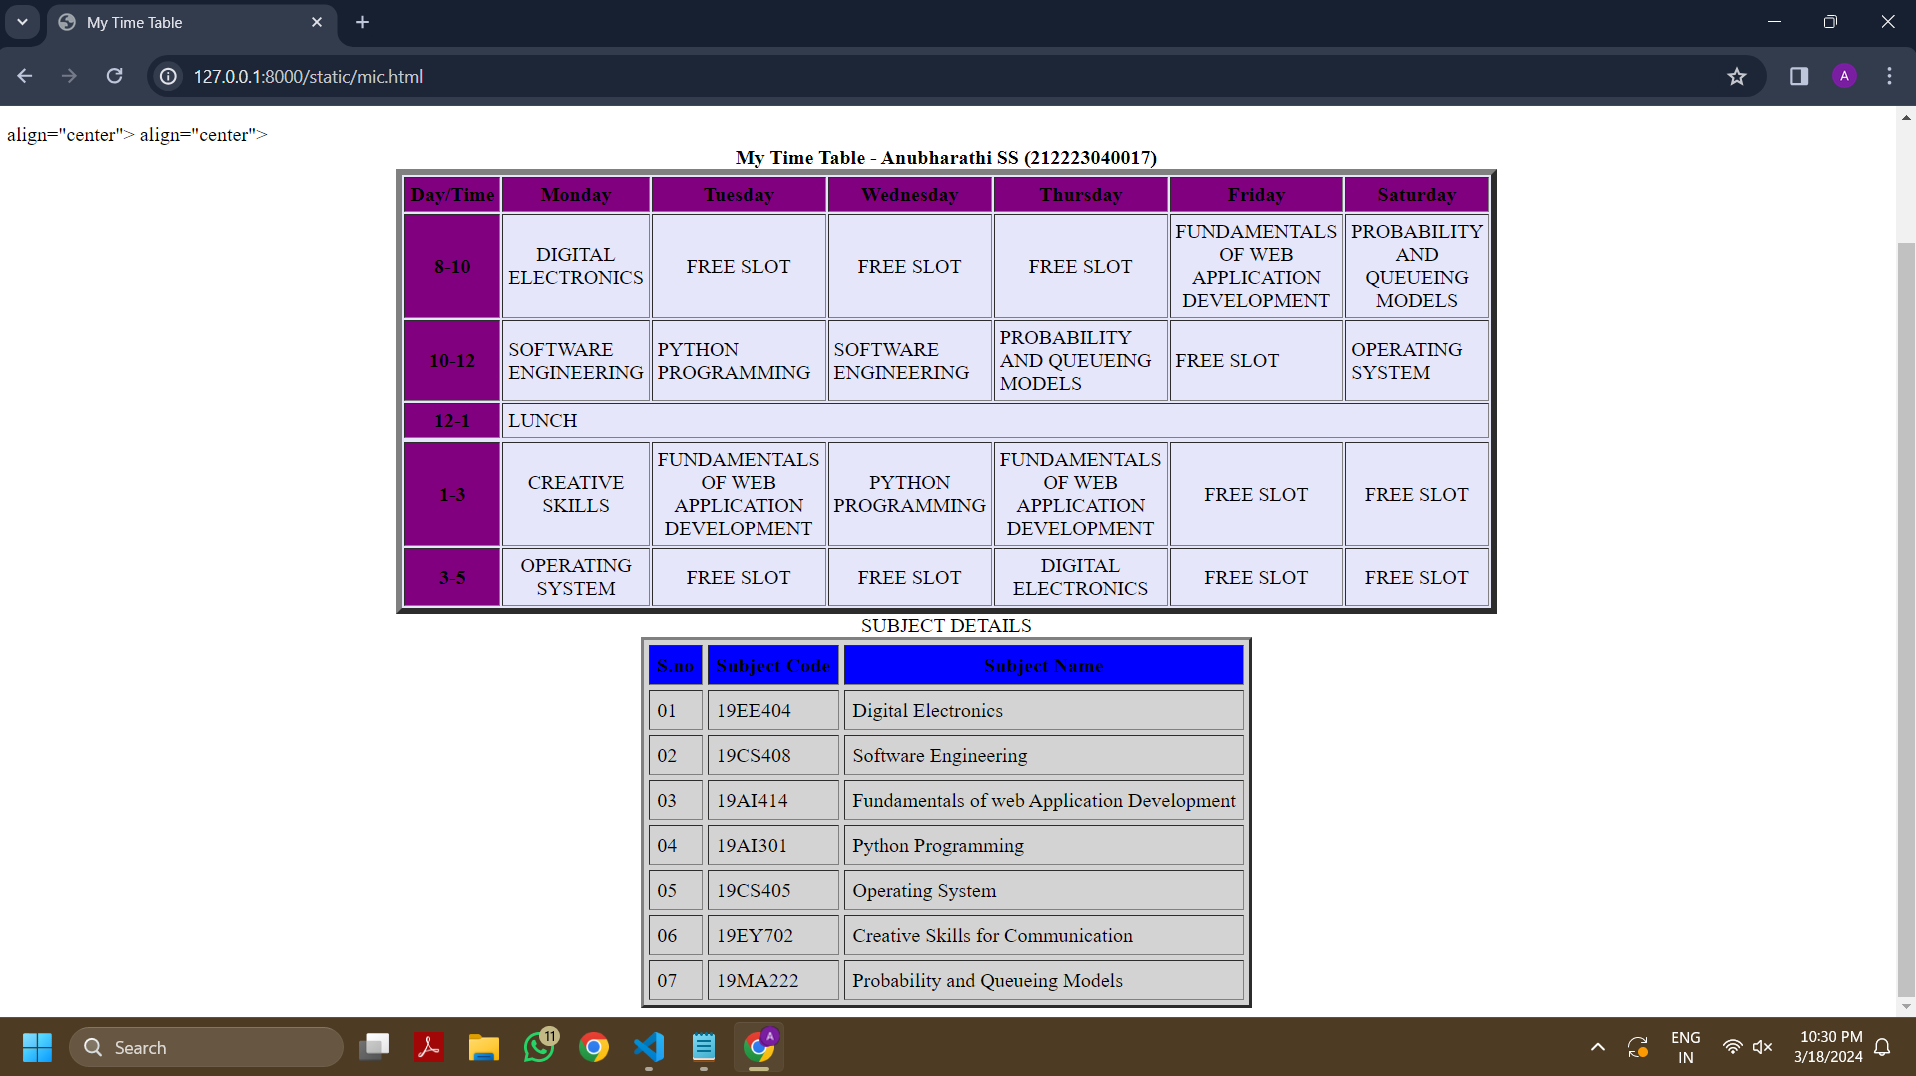 My Time Table
127.0.0.1:8000/static/mic.html
A
align="center"> align="center">
My Time Table - Anubharathi SS (212223040017)
Day/Time Monday Tuesday Wednesday Thursday Friday Saturday
8-10 DIGITAL ELECTRONICS FREE SLOT FREE SLOT FREE SLOT FUNDAMENTALS OF WEB APPLICATION DEVELOPMENT PROBABILITY AND QUEUEING MODELS
10-12 SOFTWARE ENGINEERING PYTHON PROGRAMMING SOFTWARE ENGINEERING PROBABILITY AND QUEUEING MODELS FREE SLOT OPERATING SYSTEM
12-1 LUNCH
1-3 CREATIVE SKILLS FUNDAMENTALS OF WEB APPLICATION DEVELOPMENT PYTHON PROGRAMMING FUNDAMENTALS OF WEB APPLICATION DEVELOPMENT FREE SLOT FREE SLOT
3-5 OPERATING SYSTEM FREE SLOT FREE SLOT DIGITAL ELECTRONICS FREE SLOT FREE SLOT
SUBJECT DETAILS
S.no Subject Code Subject Name
01 19EE404 Digital Electronics
02 19CS408 Software Engineering
03 19AI414 Fundamentals of web Application Development
04 19AI301 Python Programming
05 19CS405 Operating System
06 19EY702 Creative Skills for Communication
07 19MA222 Probability and Queueing Models
Search
11
A
ENG
IN
10:30 PM
3/18/2024